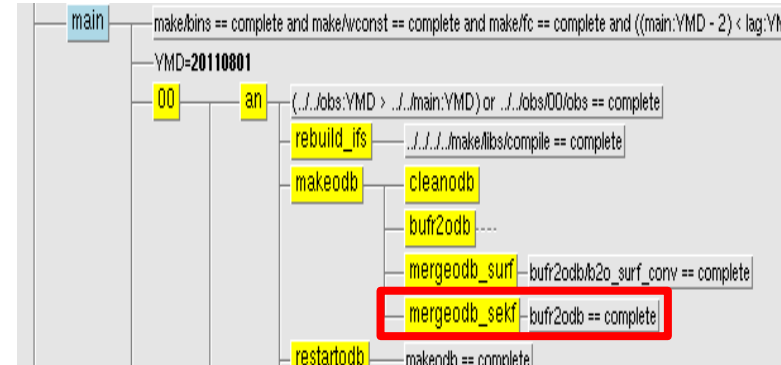 main make/bins == complete and make/vconst == complete and make/fc == complete and ((main:YMD - 2) < lag:YM
YMD=20110801
00 an (../../obs:YMD > ../../main:YMD) or ../../obs/00/obs == complete
rebuild_ifs ../../../../make/libs/compile == complete
makeodb cleanodb
bufr2odb
mergeodb_surf bufr2odb/b2o_surf_conv == complete
mergeodb_sekf bufr2odb == complete
restartodb makeodb == complete